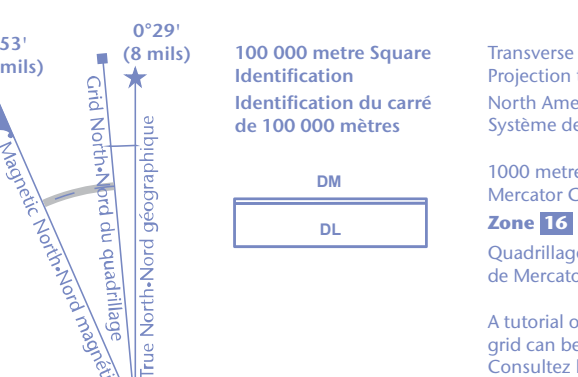 53'
mils)
0°29'
(8 mils)
Magnetic North•Nord magnéti
Grid North•Nord du quadrillage
True North•Nord géographique
100 000 metre Square
Identification
Identification du carré
de 100 000 mètres
DM
DL
Transverse
Projection
North Ame
Système de
1000 metre
Mercator C
Zone 16
Quadrillage
de Mercato
A tutorial o
grid can be
Consultez l